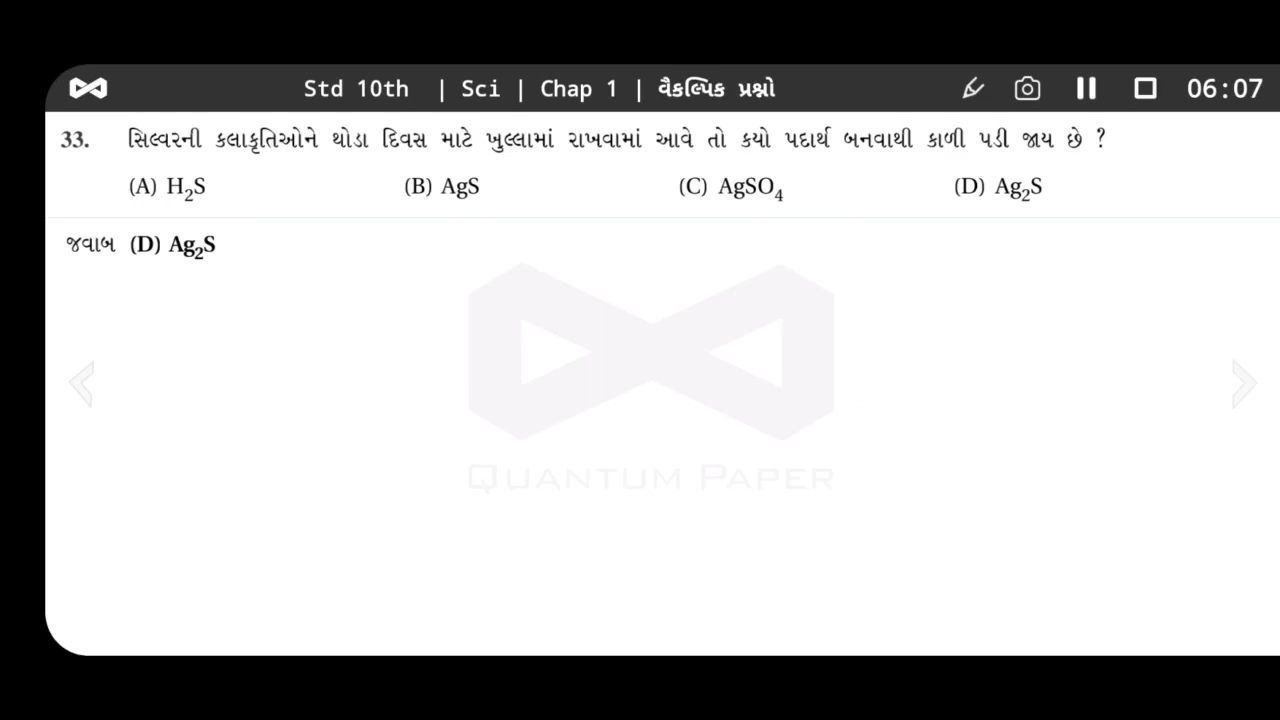 Std 10th | Sci | Chap 1 | વૈકલ્પિક પ્રશ્નો 06:07
33. સિલ્વરની કલાકૃતિઓને થોડા દિવસ માટે ખુલ્લામાં રાખવામાં આવે તો કયો પદાર્થ બનવાથી કાળી પડી જાય છે ?
(A) H₂S (B) AgS (C) AgSO₄ (D) Ag₂S
જવાબ (D) Ag₂S
QUANTUM PAPER